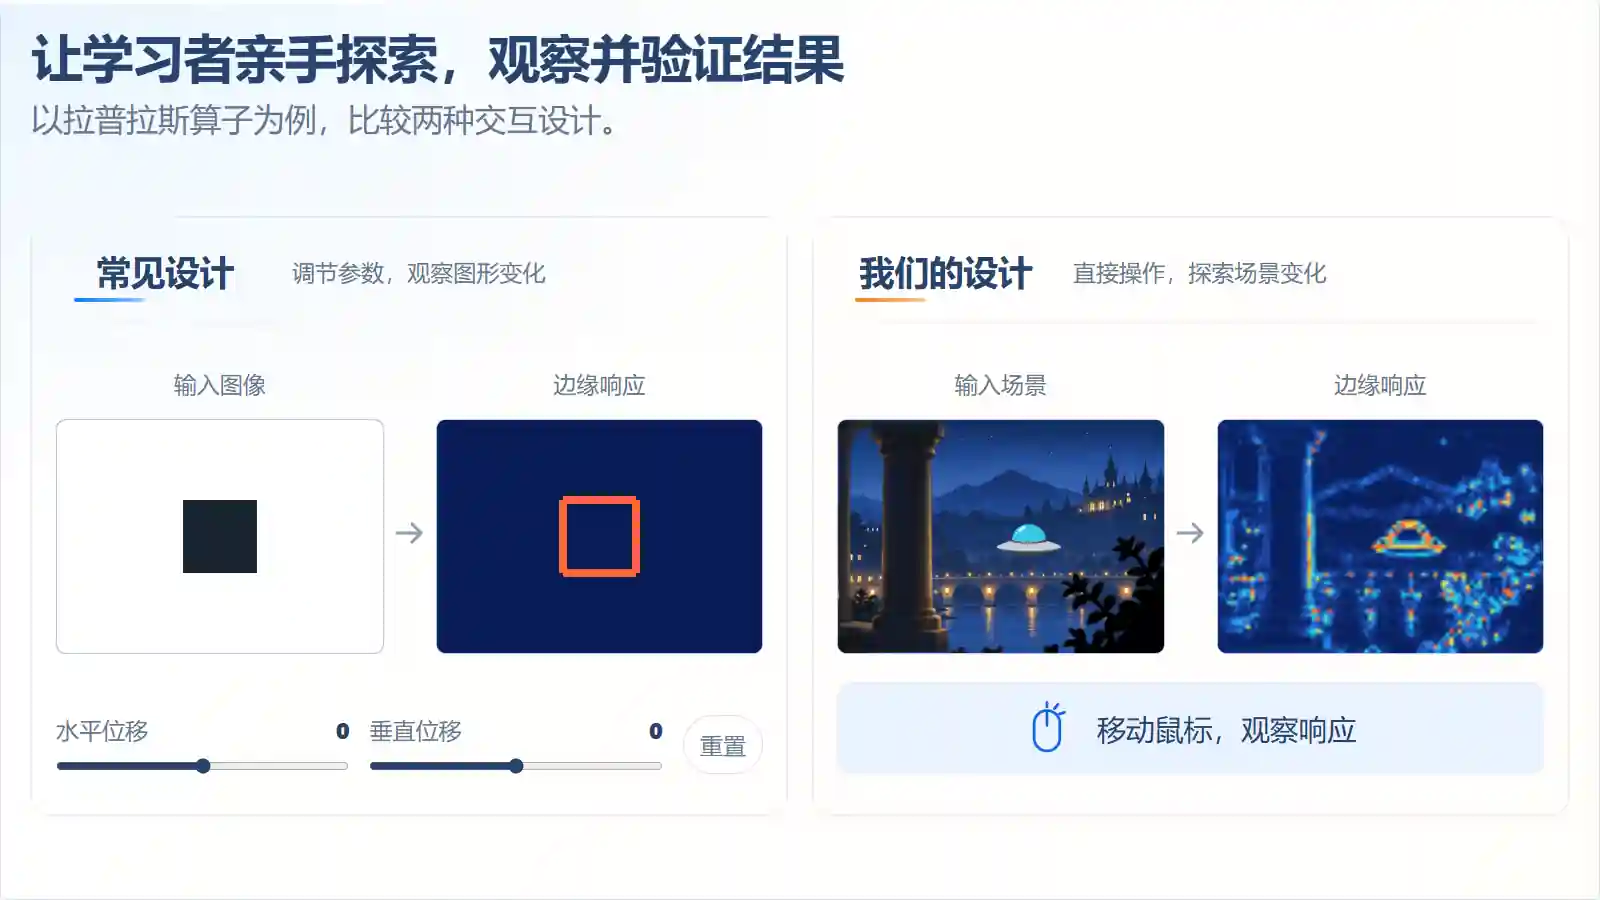 让学习者亲手探索，观察并验证结果
以拉普拉斯算子为例，比较两种交互设计。
常见设计
调节参数，观察图形变化
输入图像
边缘响应
水平位移
0
垂直位移
0
重置
我们的设计
直接操作，探索场景变化
输入场景
边缘响应
移动鼠标，观察响应